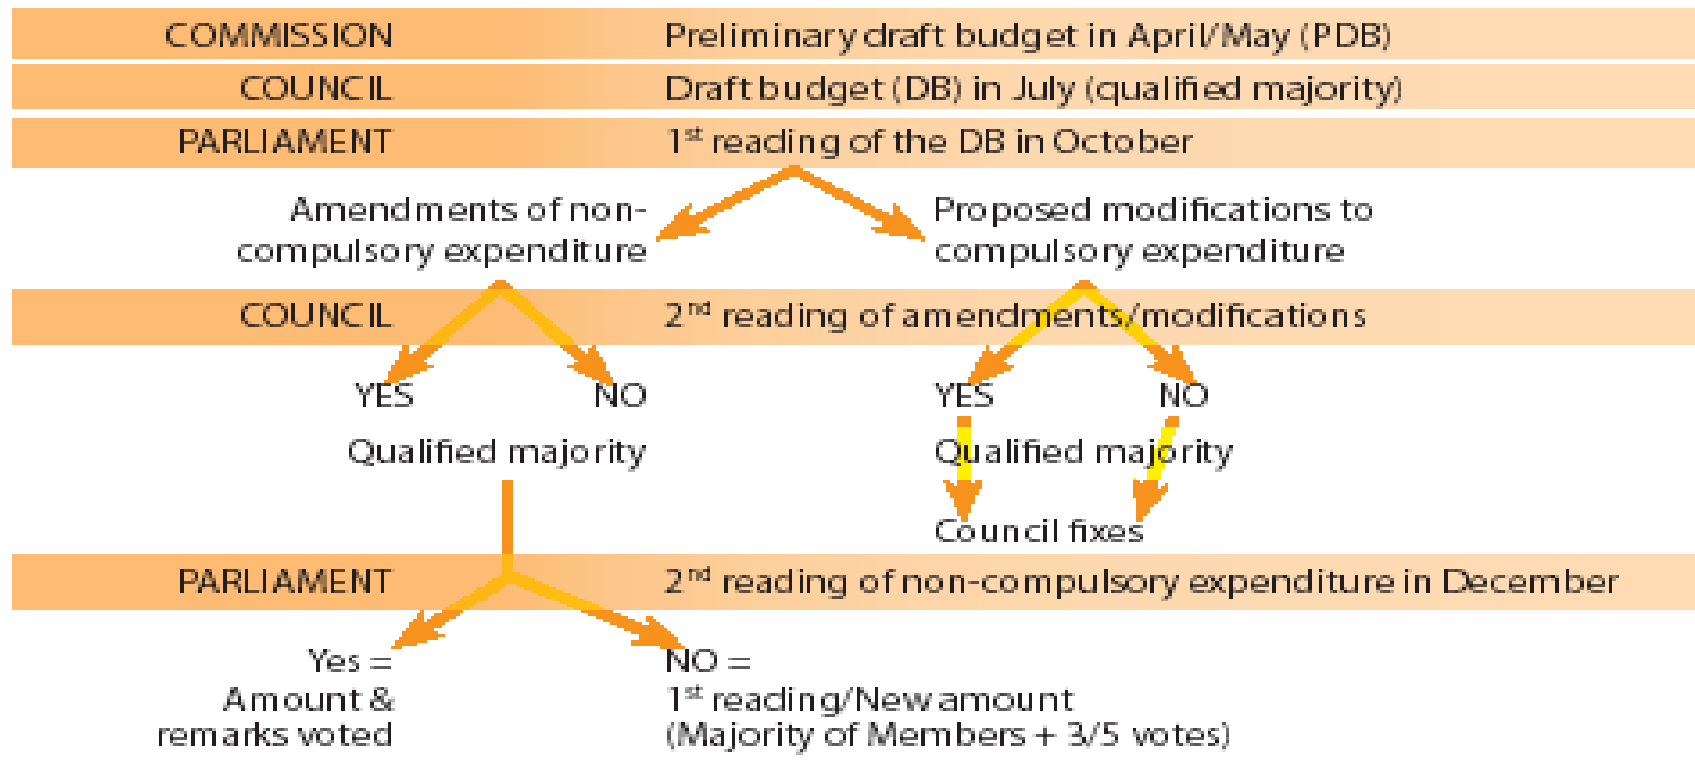 COMMISSION Preliminary draft budget in April/May (PDB)
COUNCIL Draft budget (DB) in July (qualified majority)
PARLIAMENT 1st reading of the DB in October
Amendments of non-
compulsory expenditure
Proposed modifications to
compulsory expenditure
COUNCIL 2nd reading of amendments/modifications
YES NO YES NO
Qualified majority Qualified majority
Council fixes
PARLIAMENT 2nd reading of non-compulsory expenditure in December
Yes =
Amount &
remarks voted
NO =
1st reading/New amount
(Majority of Members + 3/5 votes)